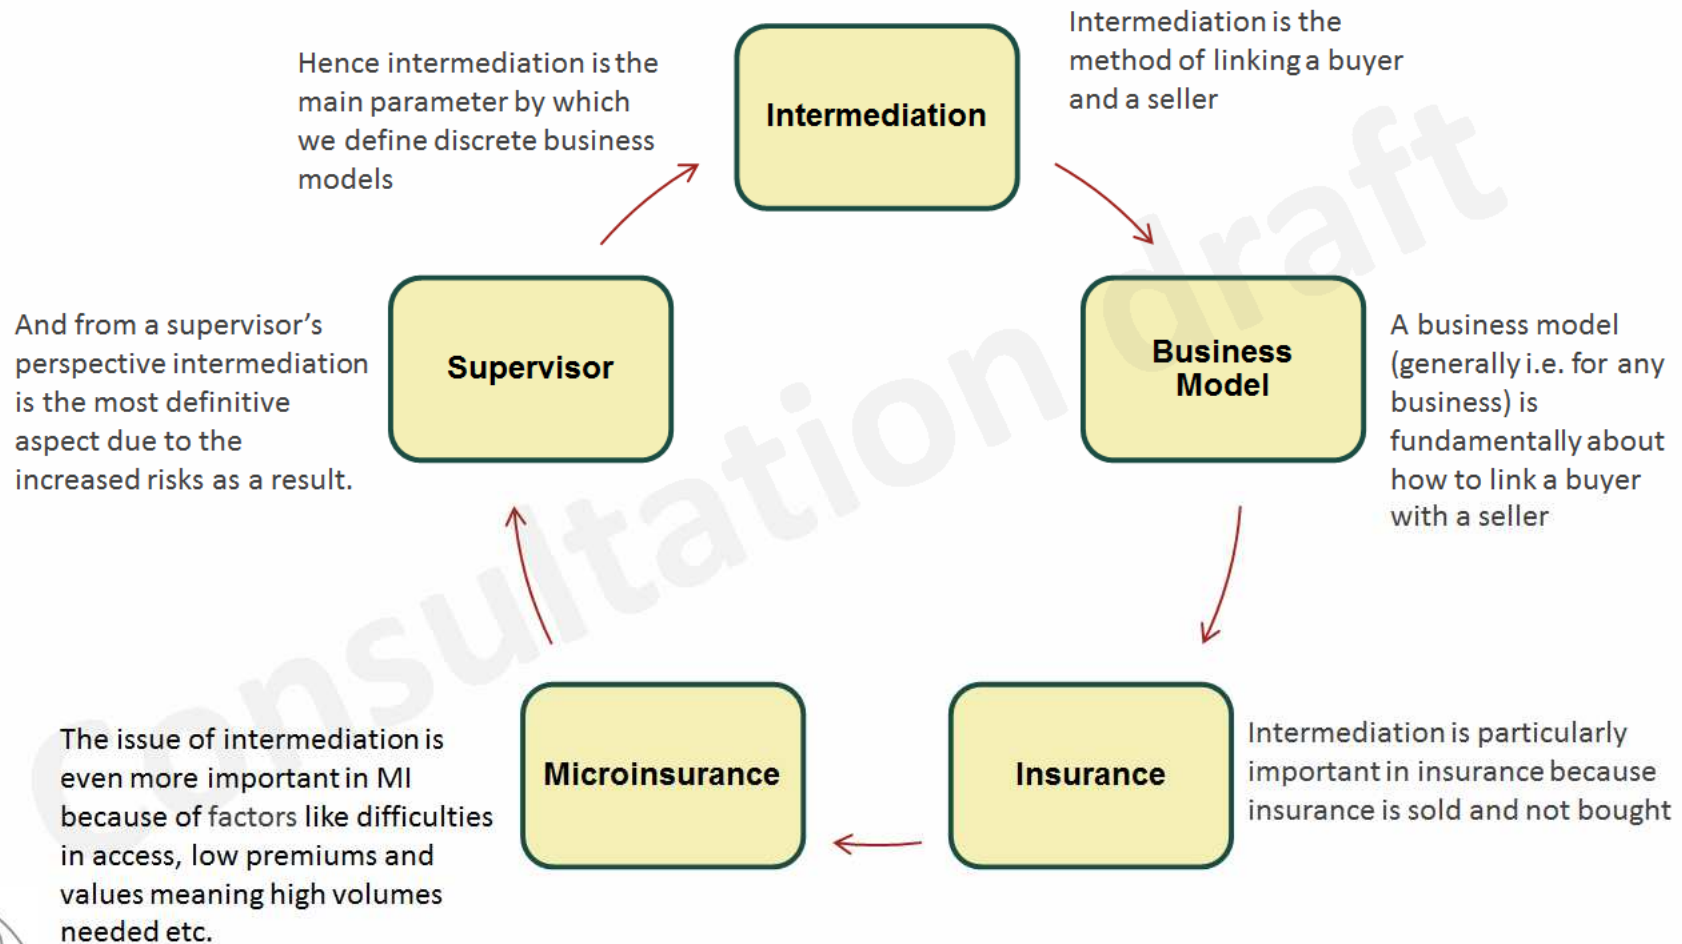 Intermediation is the
method of linking a buyer
and a seller
Hence intermediation is the
main parameter by which
we define discrete business
models
Intermediation
Supervisor
Business
Model
And from a supervisor’s
perspective intermediation
is the most definitive
aspect due to the
increased risks as a result.
A business model
(generally i.e. for any
business) is
fundamentally about
how to link a buyer
with a seller
Microinsurance
Insurance
The issue of intermediation is
even more important in MI
because of factors like difficulties
in access, low premiums and
values meaning high volumes
needed etc.
Intermediation is particularly
important in insurance because
insurance is sold and not bought
Consultation draft